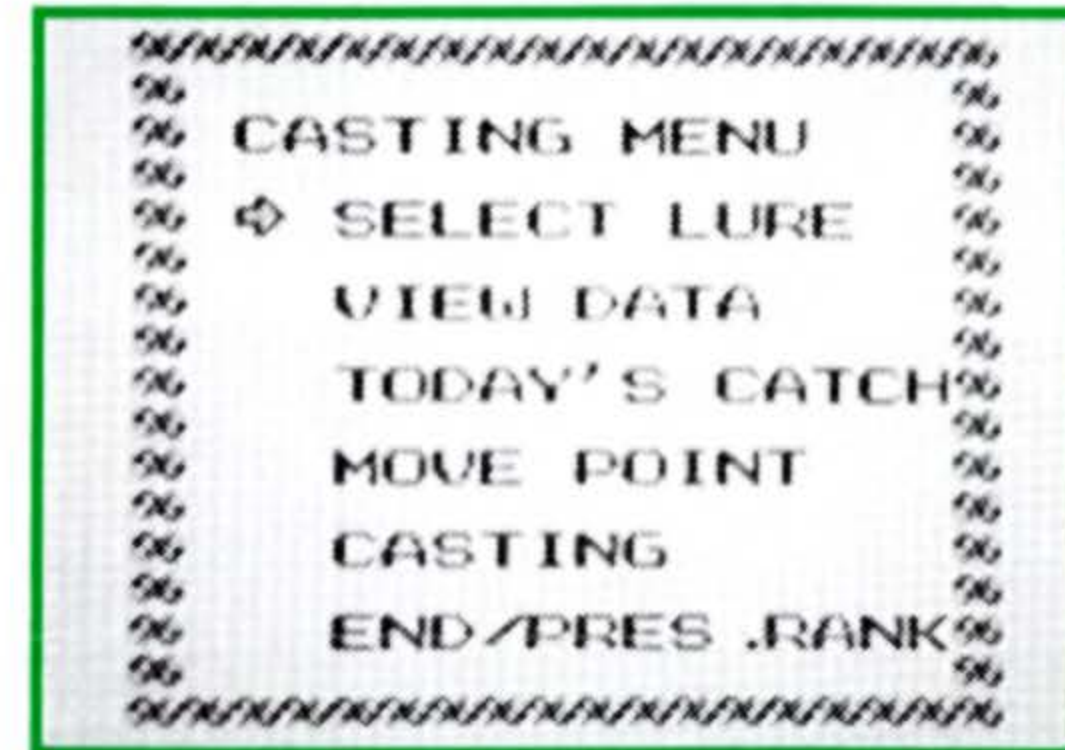 CASTING MENU
SELECT LURE
VIEW DATA
TODAY'S CATCH
MOVE POINT
CASTING
END/PRES.RANK